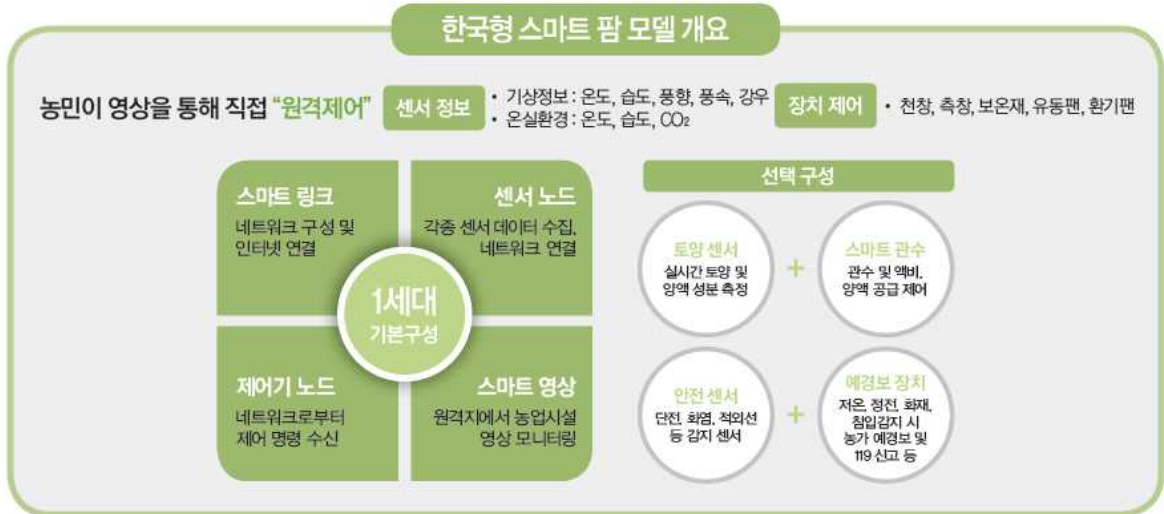 한국형 스마트 팜 모델 개요
농민이 영상을 통해 직접 “원격제어”
센서 정보
• 기상정보 : 온도, 습도, 풍향, 풍속, 강우
• 온실환경 : 온도, 습도, CO₂
장치 제어
• 천창, 측창, 보온재, 유동팬, 환기팬
스마트 링크
네트워크 구성 및
인터넷 연결
센서 노드
각종 센서 데이터 수집,
네트워크 연결
1세대
기본구성
제어기 노드
네트워크로부터
제어 명령 수신
스마트 영상
원격지에서 농업시설
영상 모니터링
선택 구성
토양 센서
실시간 토양 및
양액 성분 측정
+
스마트 관수
관수 및 액비,
양액 공급 제어
안전 센서
단전, 화염, 적외선
등 감지 센서
+
예경보 장치
저온, 정전, 화재,
침입감지 시
농가 예경보 및
119 신고 등